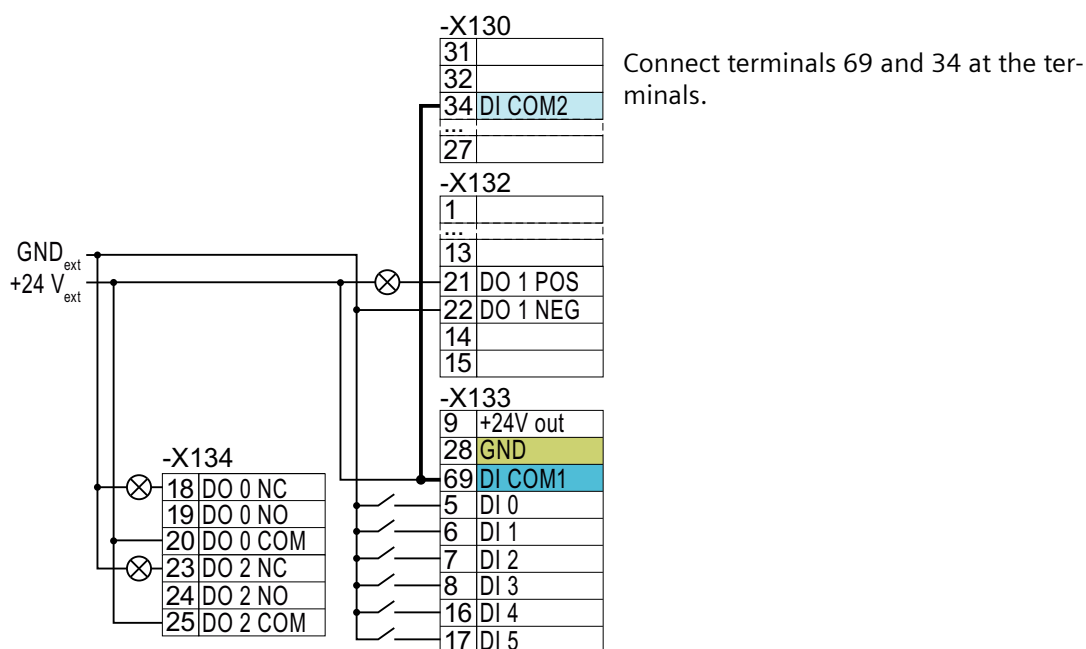 -X130
31
32
34 DI COM2
...
27
Connect terminals 69 and 34 at the ter-
minals.
-X132
1
...
13
21 DO 1 POS
22 DO 1 NEG
14
15
GND ext
+24 V ext
-X133
9 +24V out
28 GND
69 DI COM1
5 DI 0
6 DI 1
7 DI 2
8 DI 3
16 DI 4
17 DI 5
-X134
18 DO 0 NC
19 DO 0 NO
20 DO 0 COM
23 DO 2 NC
24 DO 2 NO
25 DO 2 COM